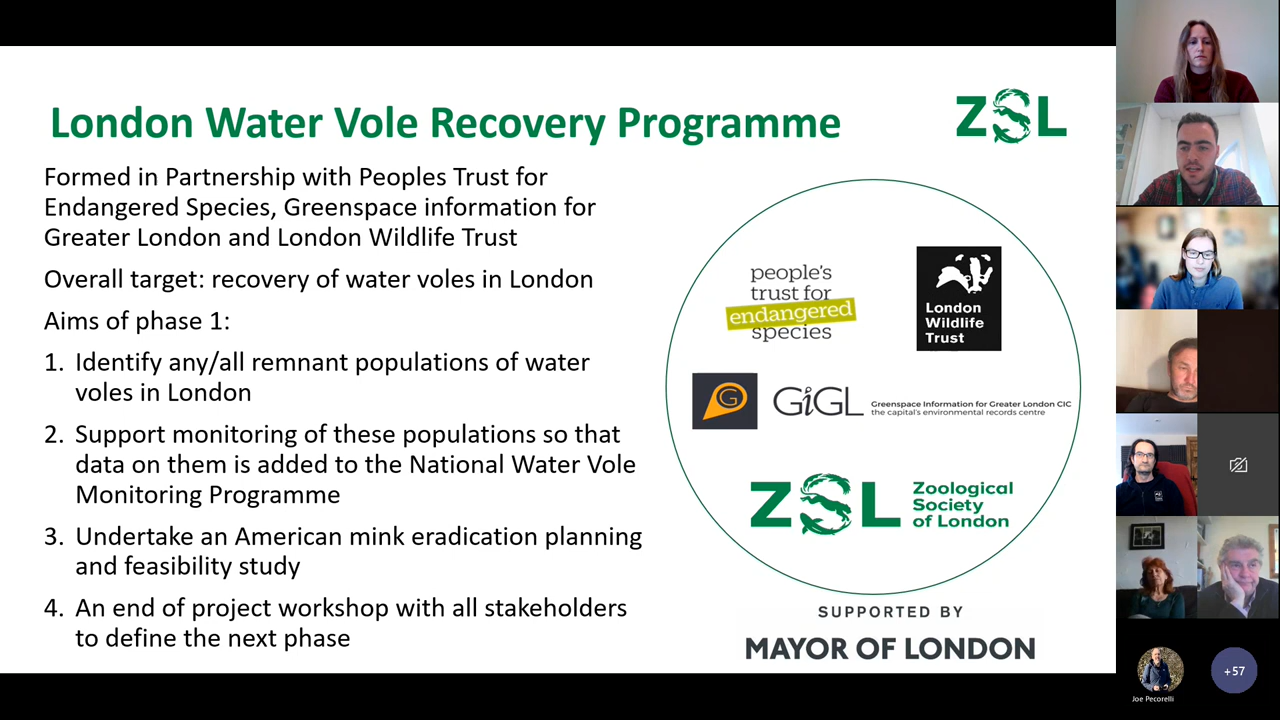 London Water Vole Recovery Programme
ZSL
Formed in Partnership with Peoples Trust for
Endangered Species, Greenspace information for
Greater London and London Wildlife Trust
Overall target: recovery of water voles in London
Aims of phase 1:
1. Identify any/all remnant populations of water
voles in London
2. Support monitoring of these populations so that
data on them is added to the National Water Vole
Monitoring Programme
3. Undertake an American mink eradication planning
and feasibility study
4. An end of project workshop with all stakeholders
to define the next phase
people's
trust for
endangered
species
London
Wildlife
Trust
G
GiGL
Greenspace Information for Greater London CIC
the capital's environmental records centre
ZSL
Zoological
Society
of London
SUPPORTED BY
MAYOR OF LONDON
Joe Pecorelli
+57